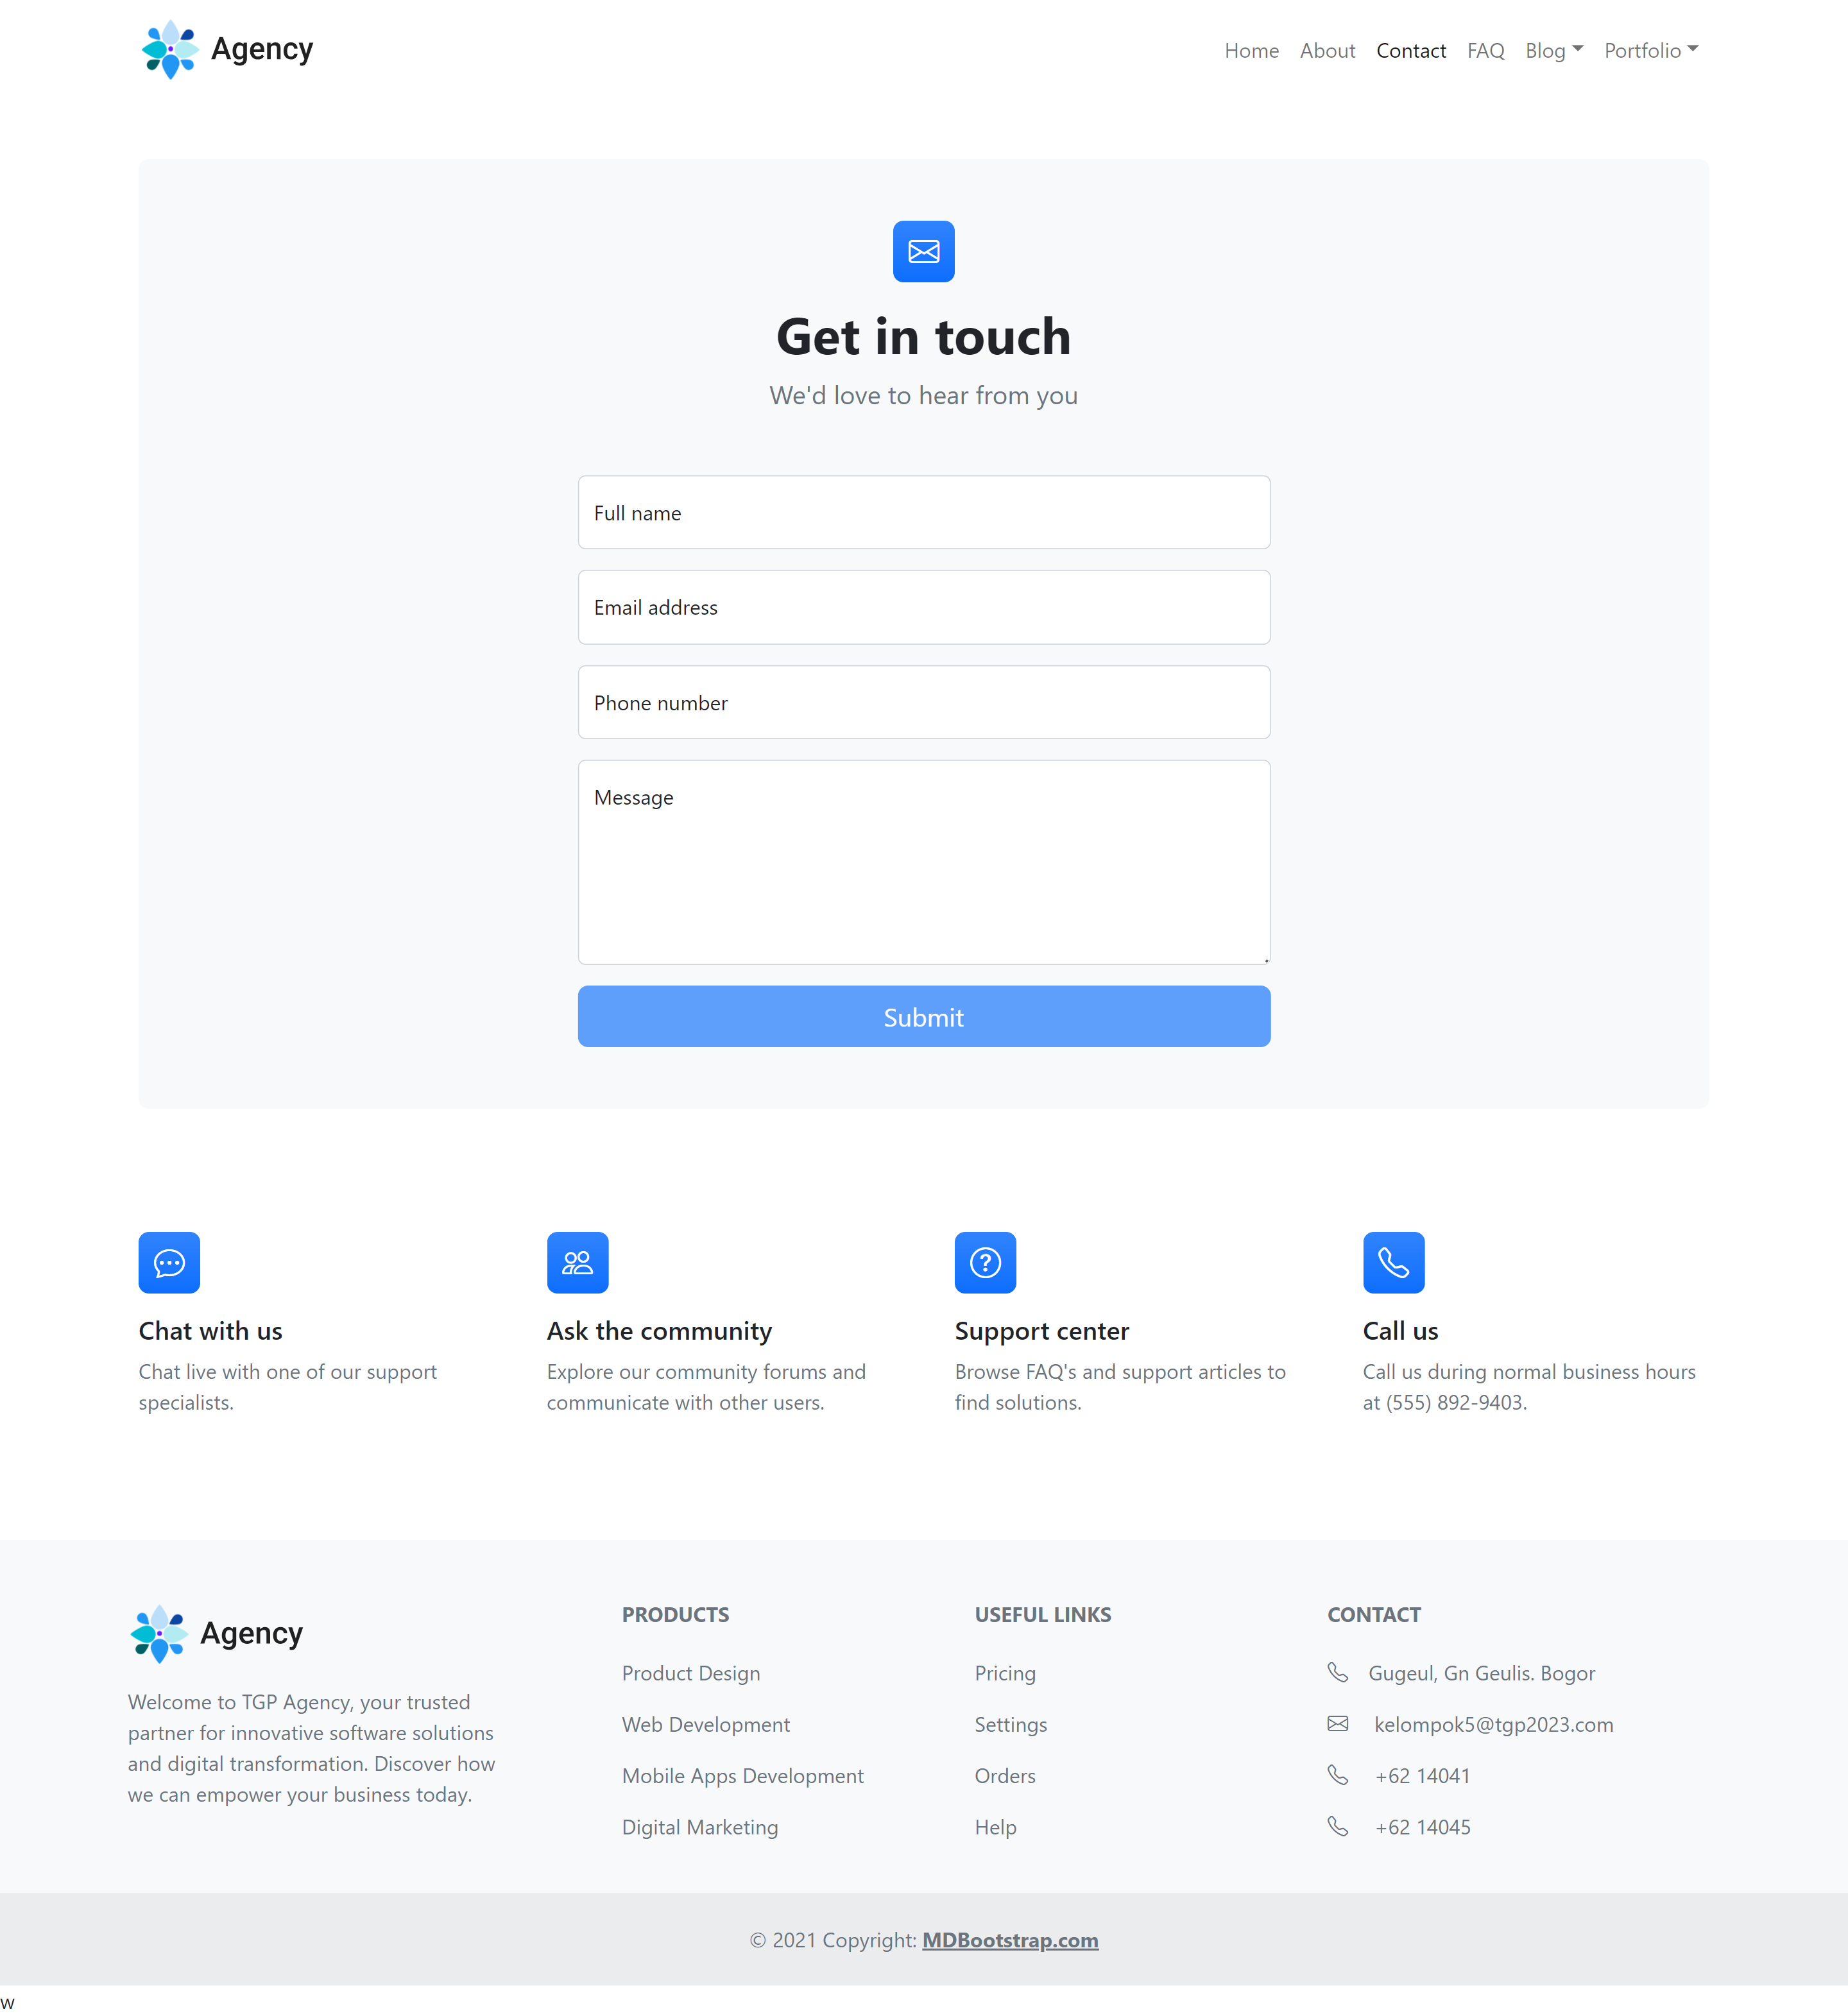 Agency
Home About Contact FAQ Blog Portfolio
Get in touch
We'd love to hear from you
Full name
Email address
Phone number
Message
Submit
Chat with us
Chat live with one of our support
specialists.
Ask the community
Explore our community forums and
communicate with other users.
Support center
Browse FAQ's and support articles to
find solutions.
Call us
Call us during normal business hours
at (555) 892-9403.
Agency
Welcome to TGP Agency, your trusted
partner for innovative software solutions
and digital transformation. Discover how
we can empower your business today.
PRODUCTS
Product Design
Web Development
Mobile Apps Development
Digital Marketing
USEFUL LINKS
Pricing
Settings
Orders
Help
CONTACT
Gugeul, Gn Geulis. Bogor
kelompok5@tgp2023.com
+62 14041
+62 14045
© 2021 Copyright: MDBootstrap.com
w